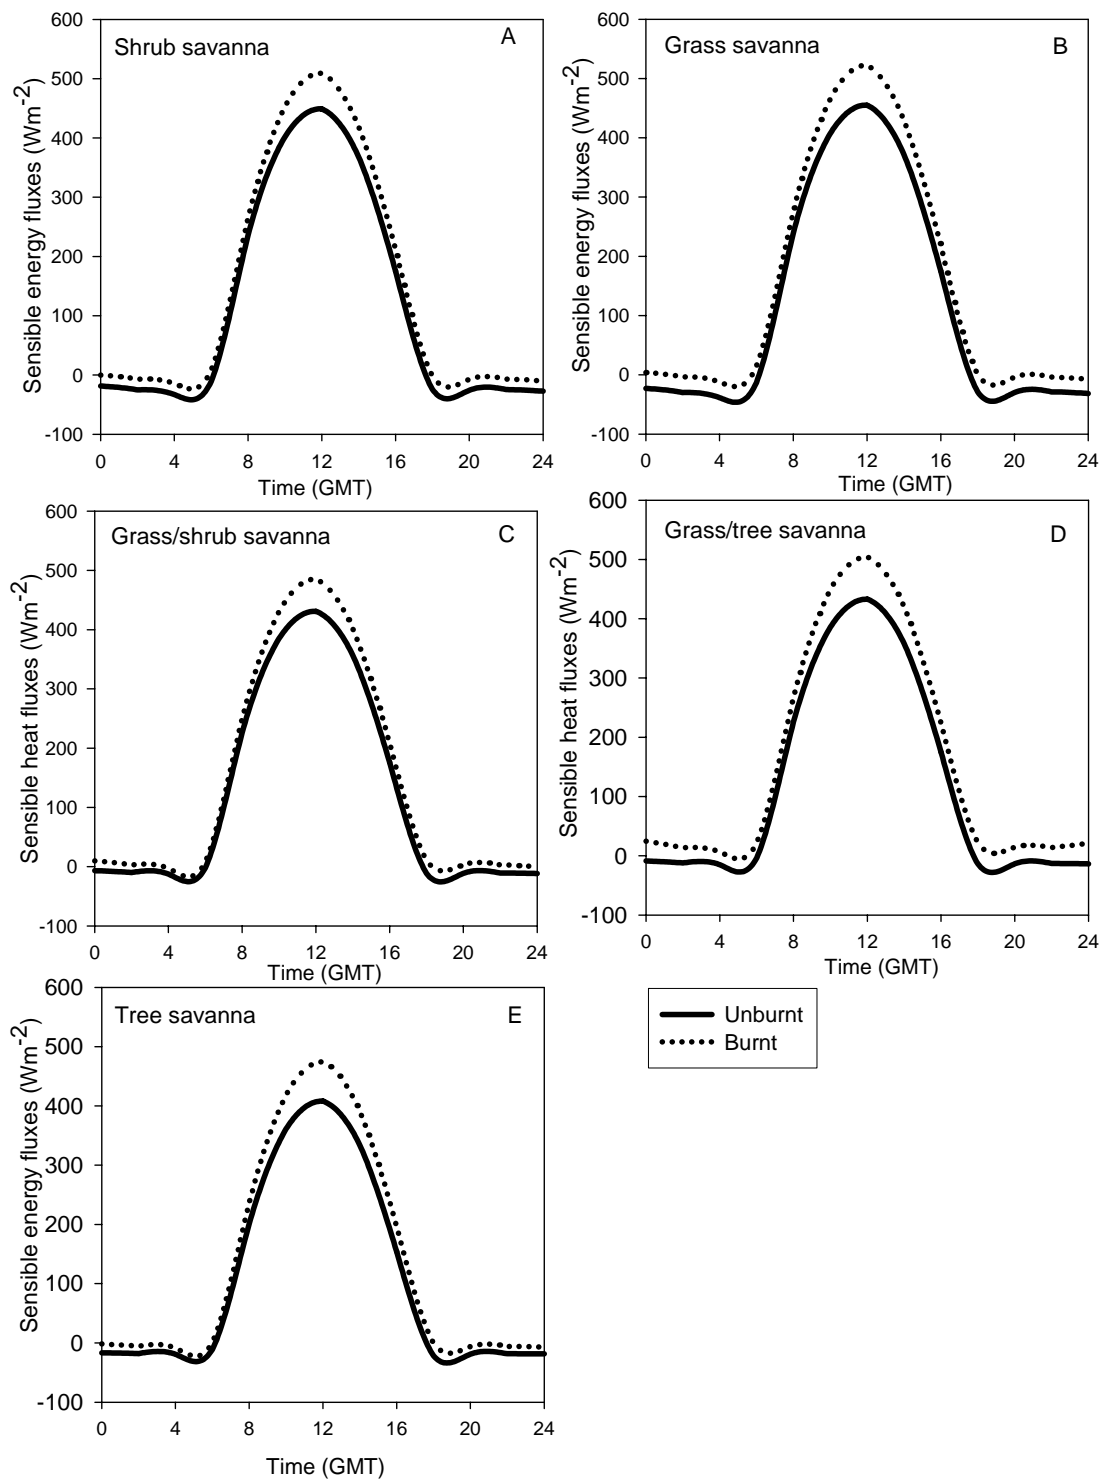 Shrub savanna
A
Sensible energy fluxes (Wm-2)
600
500
400
300
200
100
0
-100
0 4 8 12 16 20 24
Time (GMT)
Grass savanna
B
Sensible energy fluxes (Wm-2)
600
500
400
300
200
100
0
-100
0 4 8 12 16 20 24
Time (GMT)
Grass/shrub savanna
C
Sensible heat fluxes (Wm-2)
600
500
400
300
200
100
0
-100
0 4 8 12 16 20 24
Time (GMT)
Grass/tree savanna
D
Sensible heat fluxes (Wm-2)
600
500
400
300
200
100
0
-100
0 4 8 12 16 20 24
Time (GMT)
Tree savanna
E
Sensible energy fluxes (Wm-2)
600
500
400
300
200
100
0
-100
0 4 8 12 16 20 24
Time (GMT)
Unburnt
Burnt